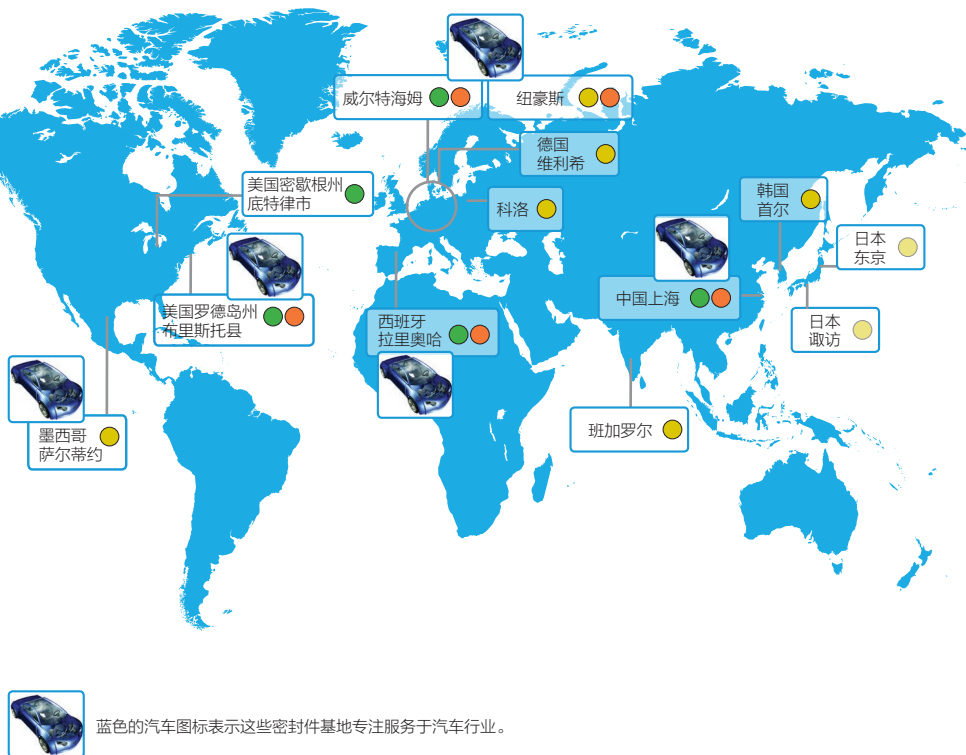 威尔特海姆
纽豪斯
德国
维利希
美国密歇根州
底特律市
科洛
韩国
首尔
日本
东京
美国罗德岛州
布里斯托县
西班牙
拉里奥哈
中国上海
日本
诹访
墨西哥
萨尔蒂约
班加罗尔
蓝色的汽车图标表示这些密封件基地专注服务于汽车行业。